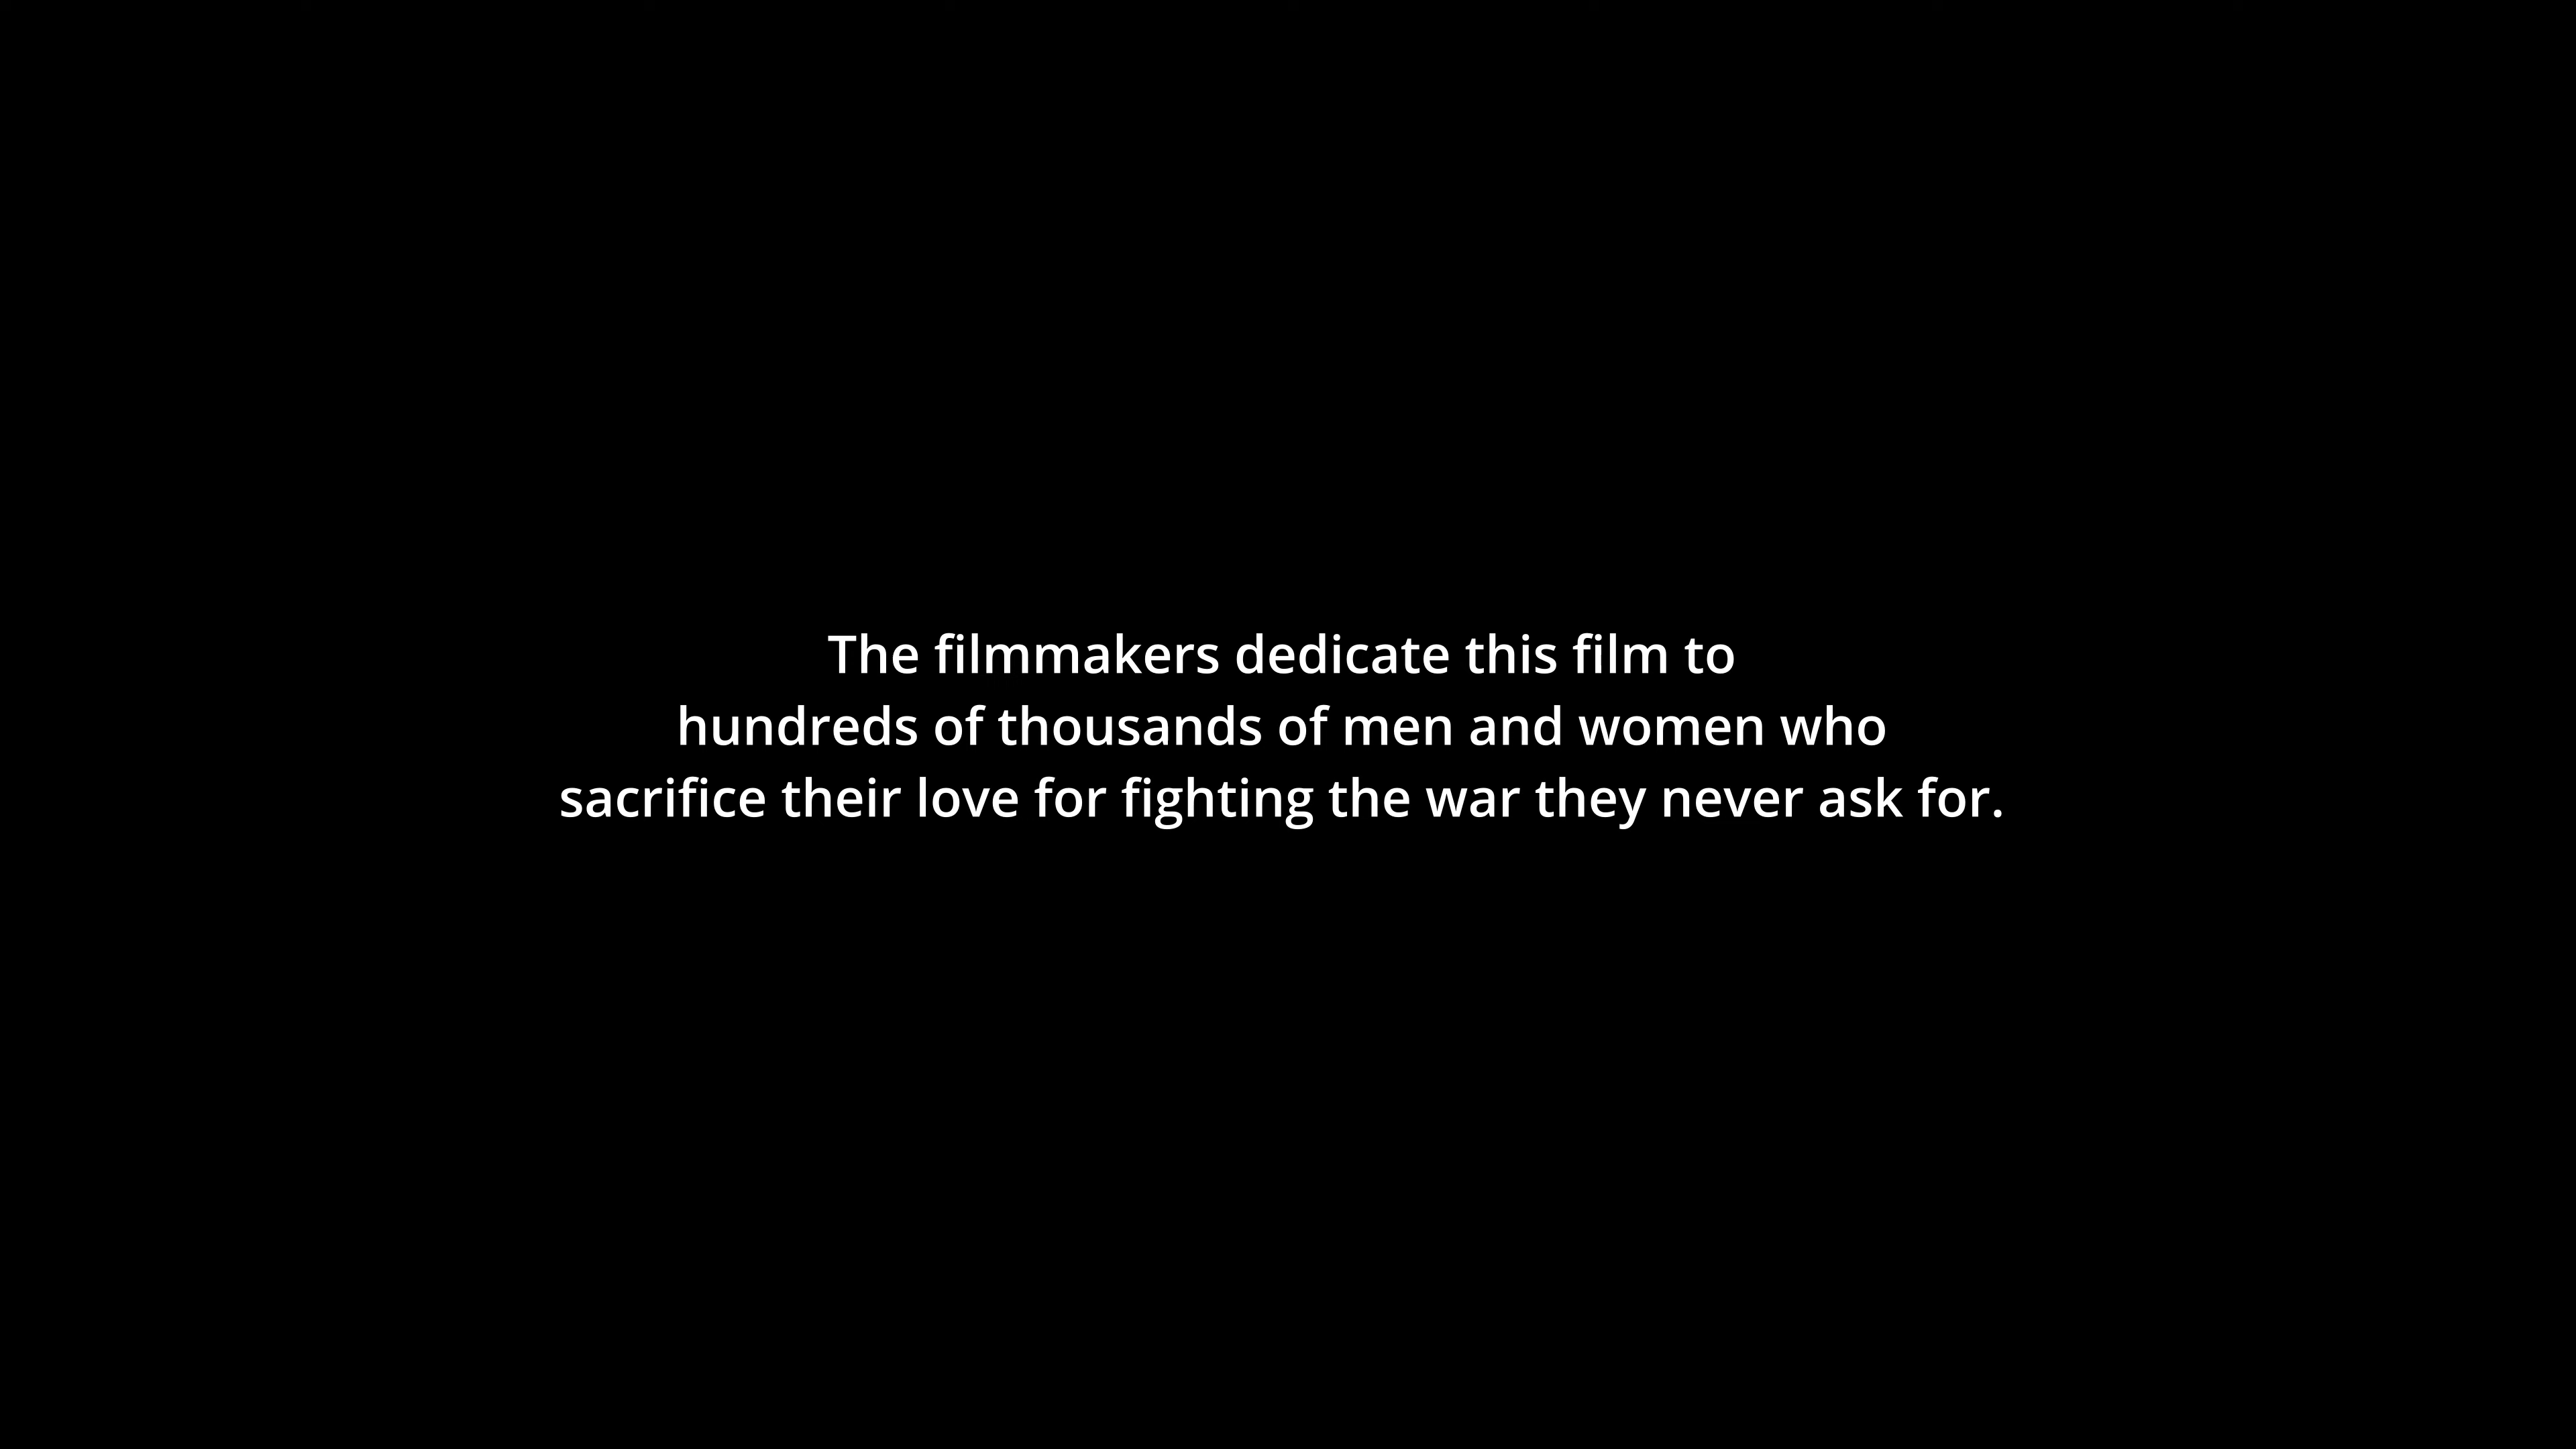 The filmmakers dedicate this film to
hundreds of thousands of men and women who
sacrifice their love for fighting the war they never ask for.